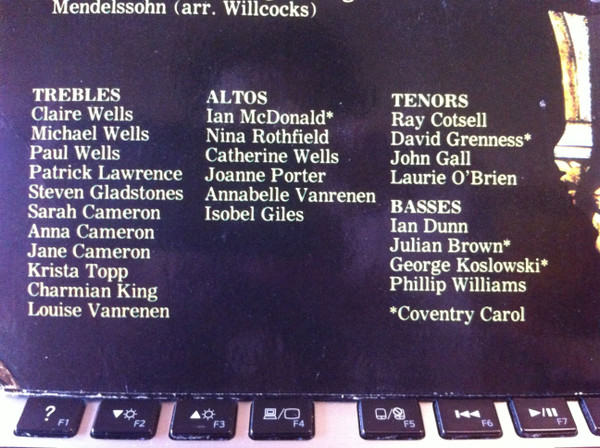 Mendelssohn (arr. Willcocks)
TREBLES
Claire Wells
Michael Wells
Paul Wells
Patrick Lawrence
Steven Gladstones
Sarah Cameron
Anna Cameron
Jane Cameron
Krista Topp
Charmian King
Louise Vanrenen
ALTOS
Ian McDonald*
Nina Rothfield
Catherine Wells
Joanne Porter
Annabelle Vanrenen
Isobel Giles
TENORS
Ray Cotsell
David Grenness*
John Gall
Laurie O'Brien
BASSES
Ian Dunn
Julian Brown*
George Koslowski*
Phillip Williams
*Coventry Carol
? F1
F2
F3
F4
F5
F6
F7